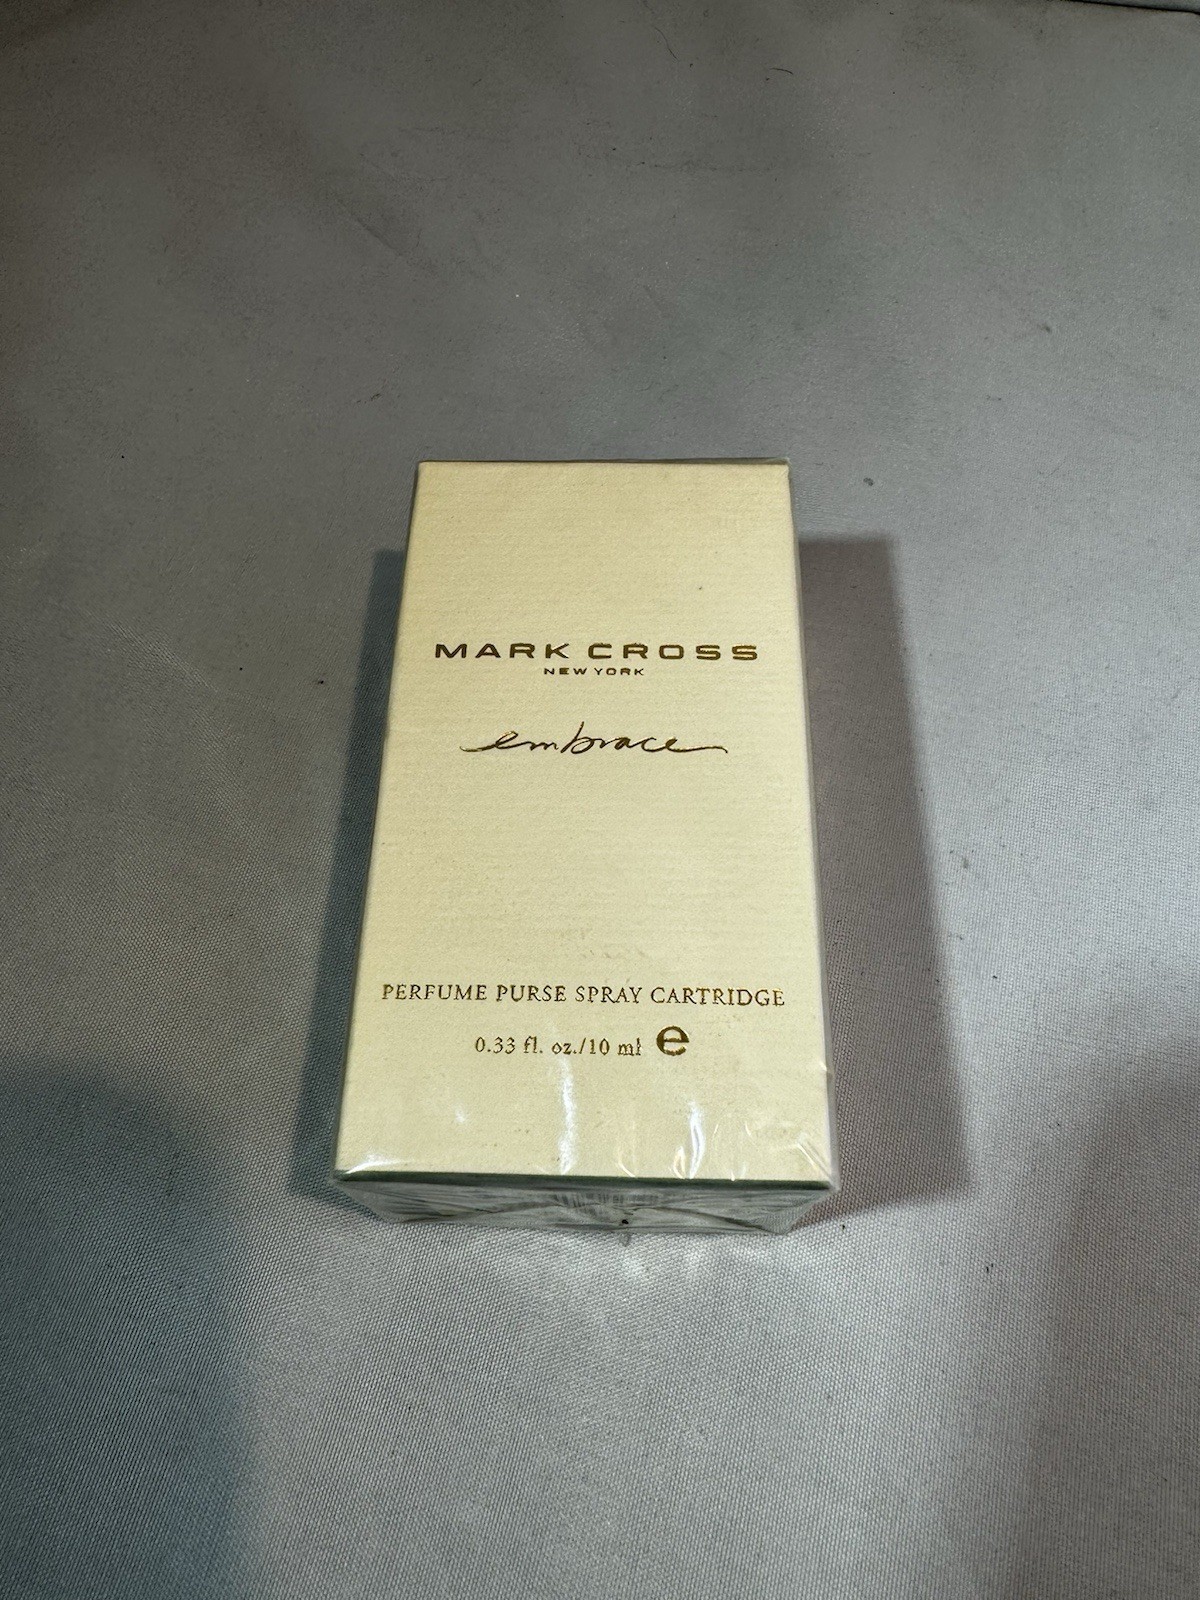 MARK CROSS
NEW YORK
embrace
PERFUME PURSE SPRAY CARTRIDGE
0.33 fl. oz./10 ml e